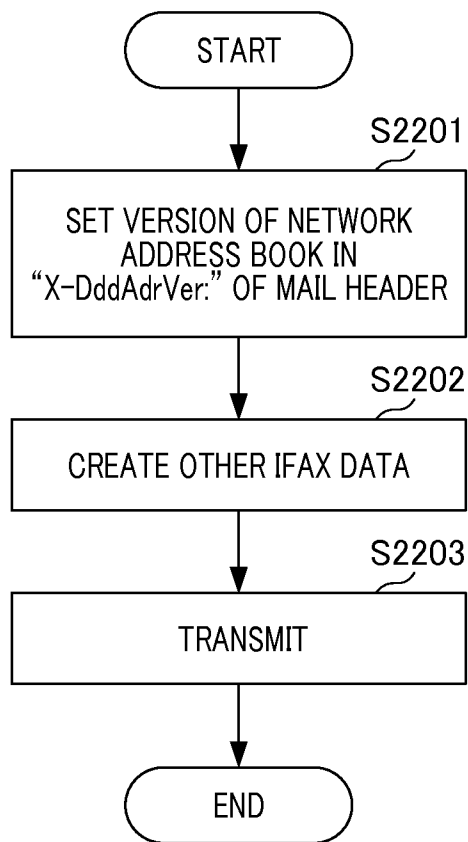 START
S2201
SET VERSION OF NETWORK
ADDRESS BOOK IN
“X-DddAdrVer:” OF MAIL HEADER
S2202
CREATE OTHER IFAX DATA
S2203
TRANSMIT
END